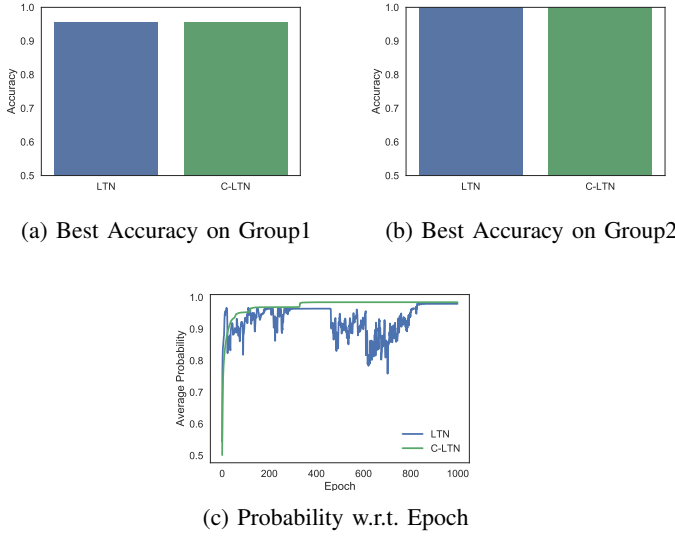 1.0
0.9
0.8
0.7
0.6
0.5
Accuracy
LTN
C-LTN
(a) Best Accuracy on Group1
1.0
0.9
0.8
0.7
0.6
0.5
Accuracy
LTN
C-LTN
(b) Best Accuracy on Group2
1.0
0.9
0.8
0.7
0.6
0.5
Average Probability
LTN
C-LTN
0
200
400
600
800
1000
Epoch
(c) Probability w.r.t. Epoch